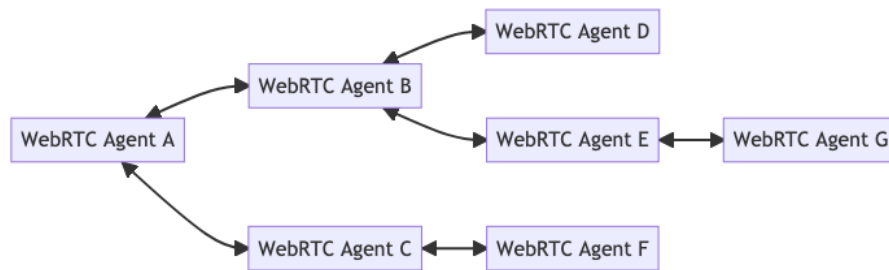 WebRTC Agent D
WebRTC Agent B
WebRTC Agent A
WebRTC Agent E
WebRTC Agent G
WebRTC Agent C
WebRTC Agent F